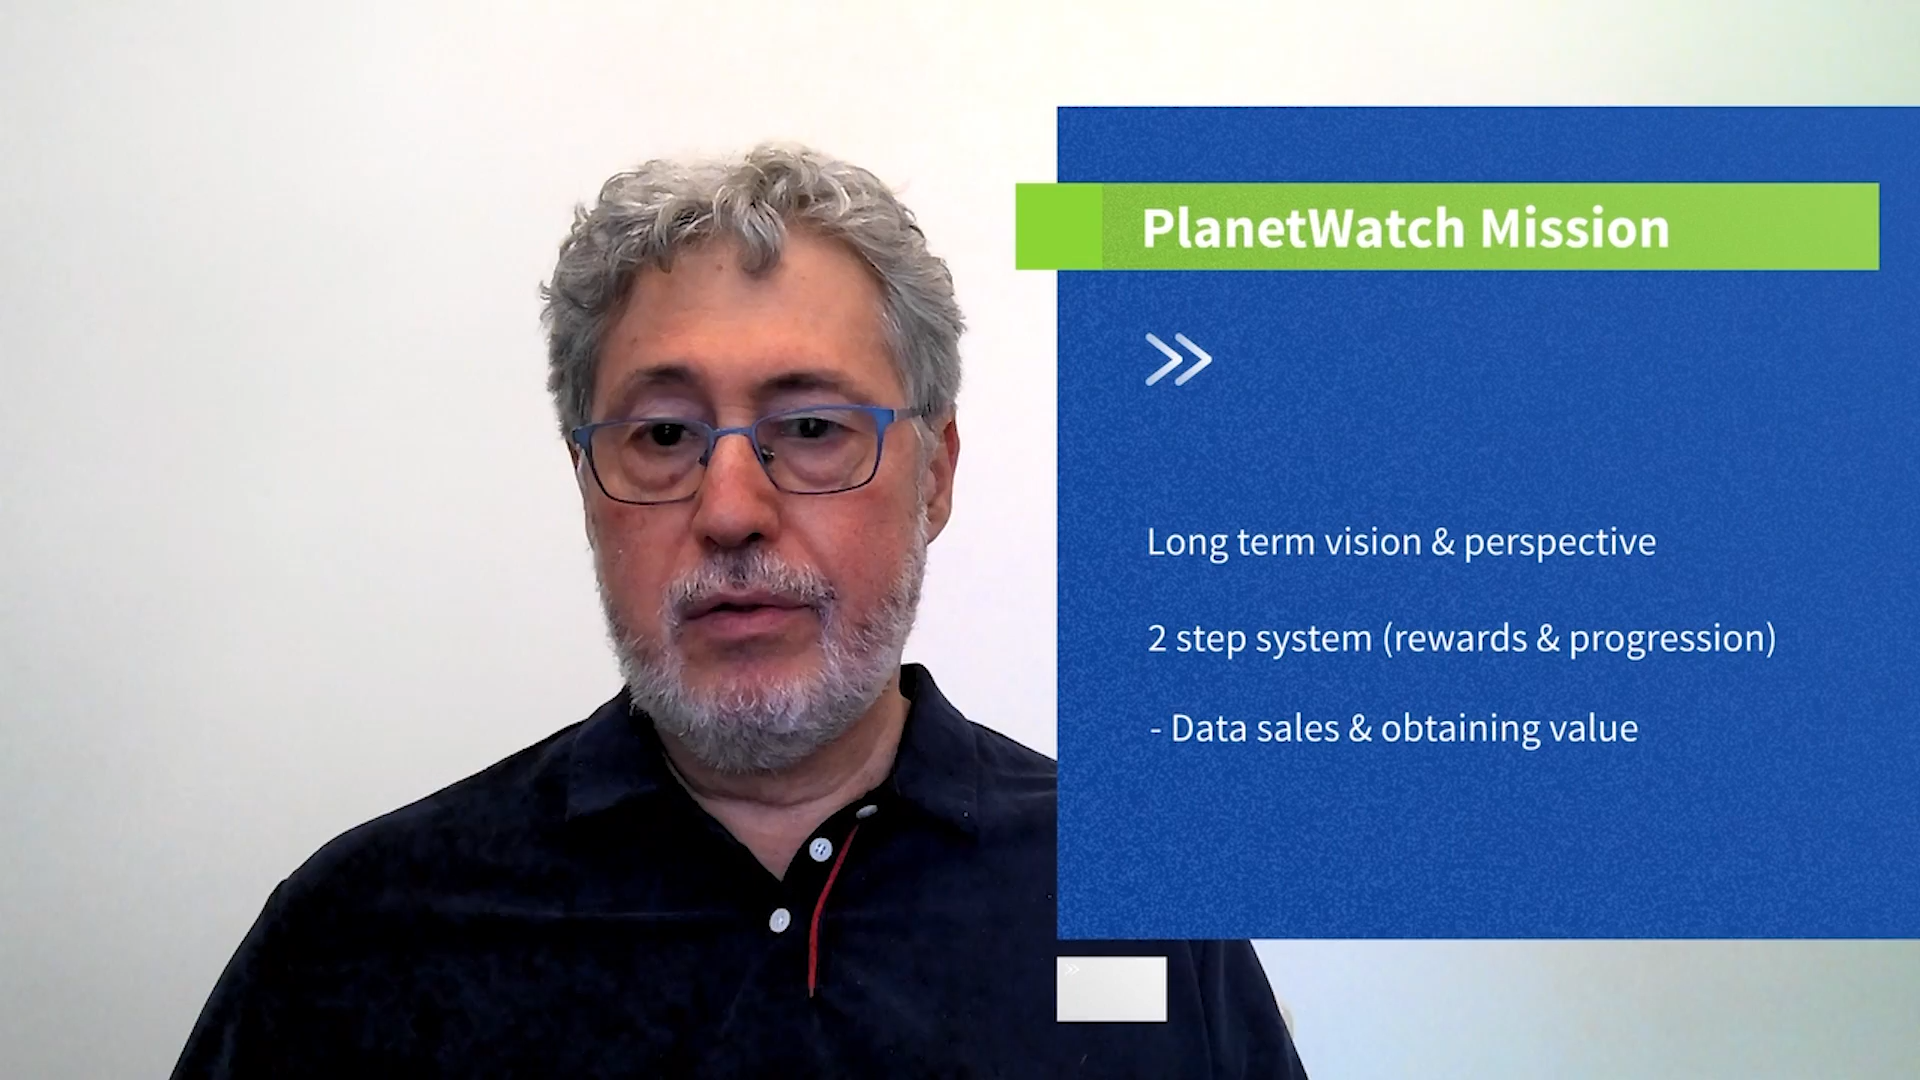 PlanetWatch Mission
Long term vision & perspective
2 step system (rewards & progression)
- Data sales & obtaining value